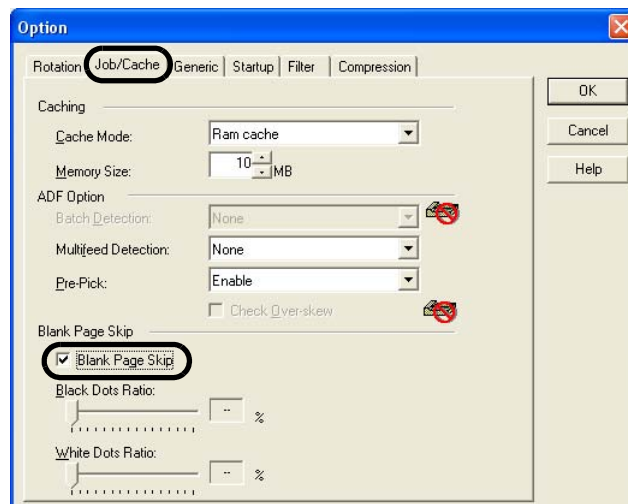 Option
Rotation Job/Cache Generic Startup Filter Compression
OK
Cancel
Help
Caching
Cache Mode: Ram cache
Memory Size: 10 MB
ADF Option
Batch Detection: None
Multifeed Detection: None
Pre-Pick: Enable
Check Over-skew
Blank Page Skip
Blank Page Skip
Black Dots Ratio:
-- %
White Dots Ratio:
-- %